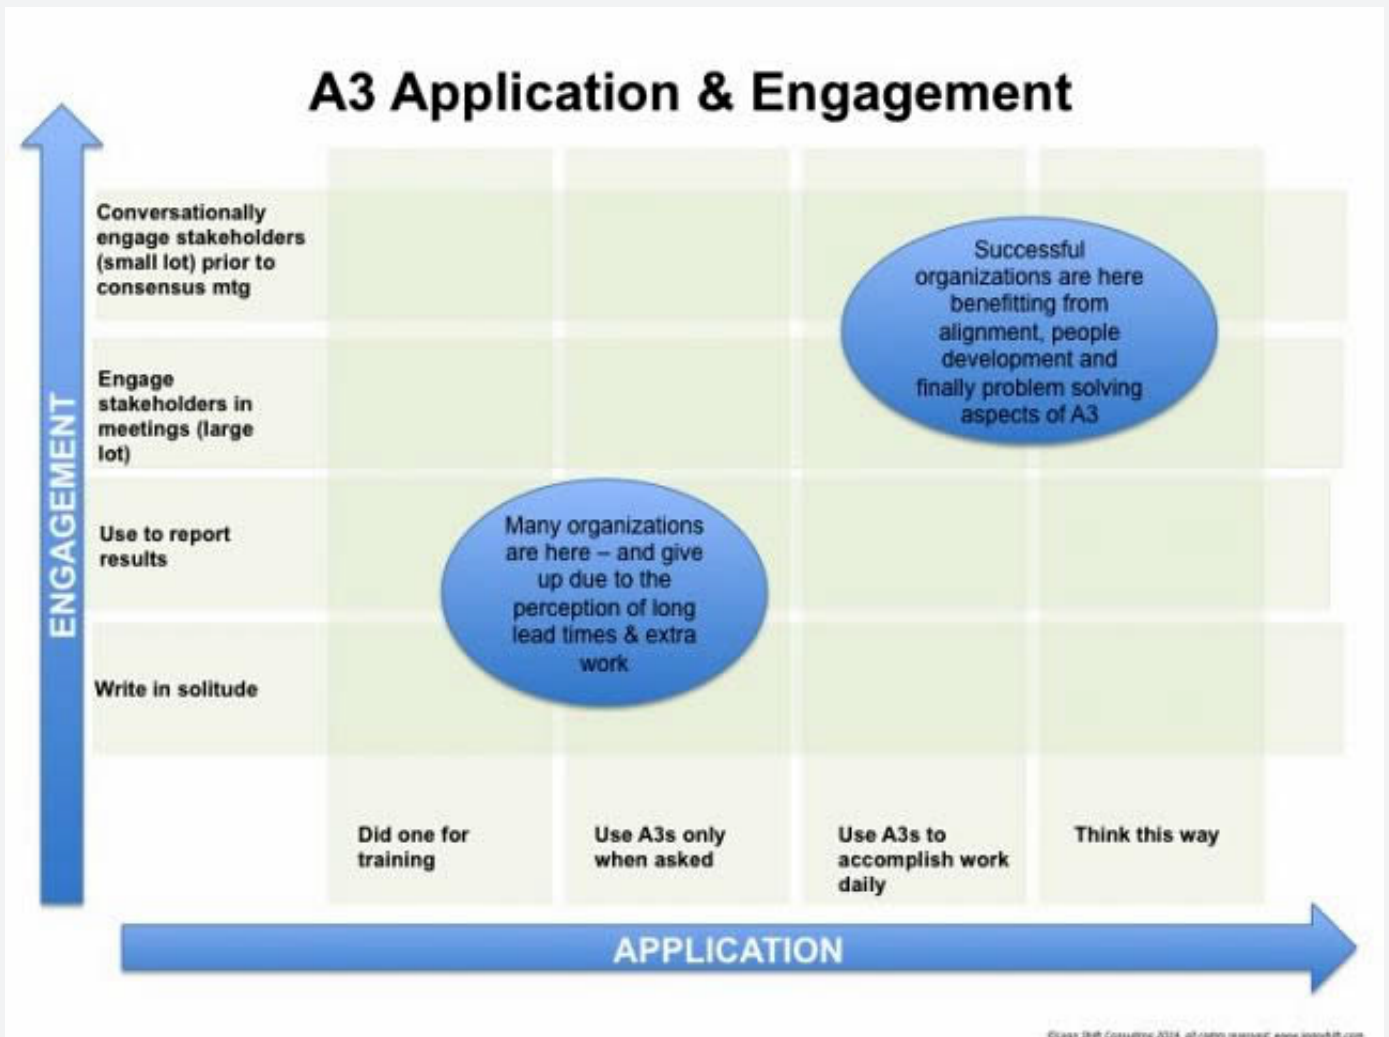 A3 Application & Engagement
Conversationally
engage stakeholders
(small lot) prior to
consensus mtg
Successful
organizations are here
benefitting from
alignment, people
development and
finally problem solving
aspects of A3
Engage
stakeholders in
meetings (large
lot)
ENGAGEMENT
Use to report
results
Many organizations
are here – and give
up due to the
perception of long
lead times & extra
work
Write in solitude
Did one for
training
Use A3s only
when asked
Use A3s to
accomplish work
daily
Think this way
APPLICATION
Consulting all rights reserved